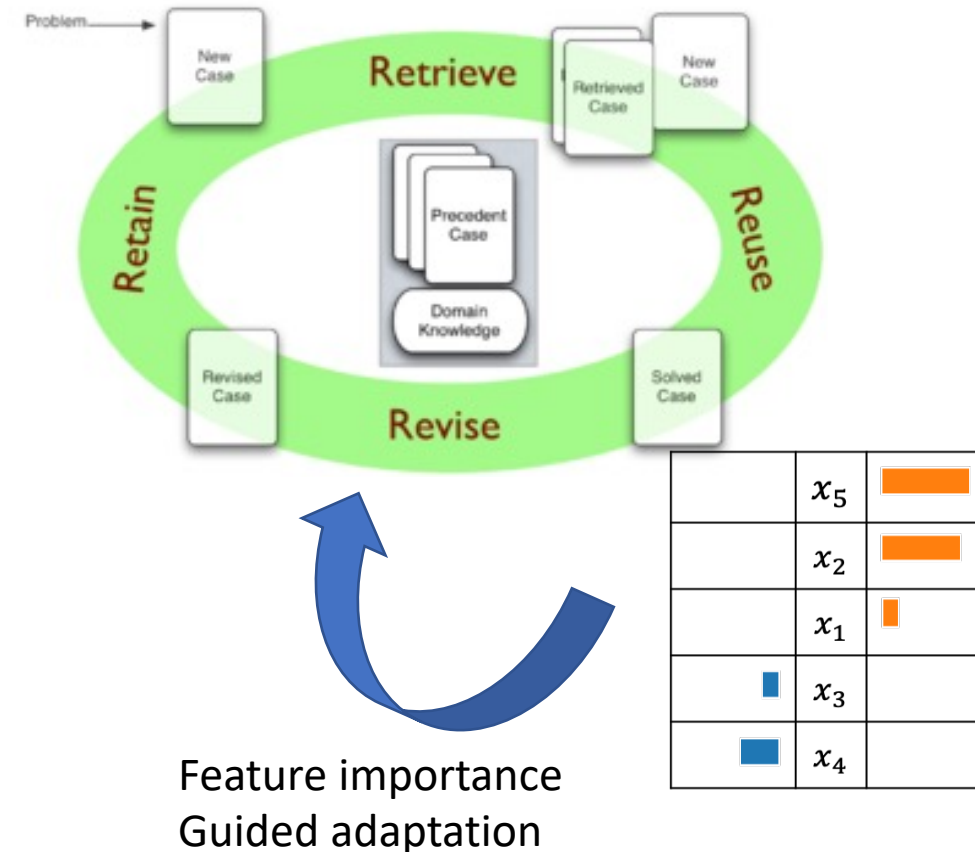 Problem
New
Case
Retrieve
Retrieved
Case
New
Case
Retain
Precedent
Case
Domain
Knowledge
Reuse
Revised
Case
Revise
Solved
Case
x₅
x₂
x₁
x₃
x₄
Feature importance
Guided adaptation